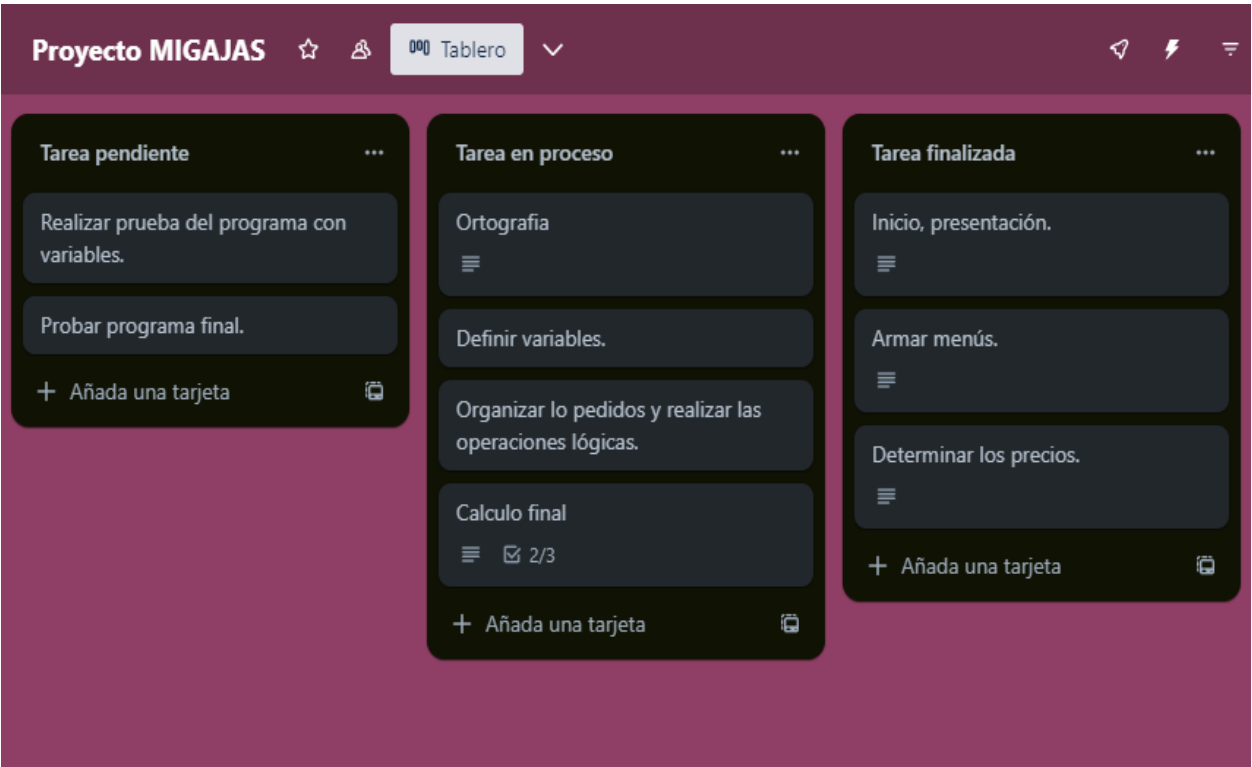 Proyecto MIGAJAS
Tablero
Tarea pendiente
Realizar prueba del programa con
variables.
Probar programa final.
Añada una tarjeta
Tarea en proceso
Ortografia
Definir variables.
Organizar lo pedidos y realizar las
operaciones lógicas.
Calculo final
2/3
Añada una tarjeta
Tarea finalizada
Inicio, presentación.
Armar menús.
Determinar los precios.
Añada una tarjeta